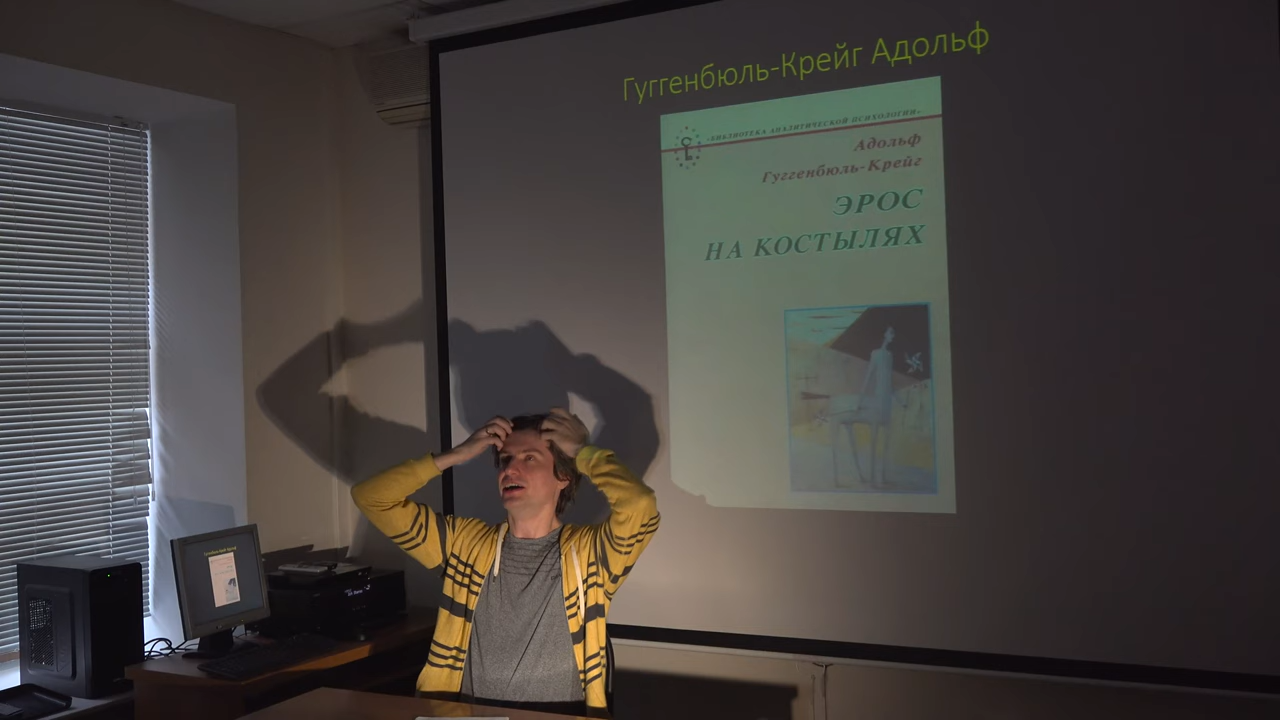 Гуггенбюль-Крейг Адольф
«БИБЛИОТЕКА АНАЛИТИЧЕСКОЙ ПСИХОЛОГИИ»
Адольф
Гуггенбюль-Крейг
ЭРОС
НА КОСТЫЛЯХ